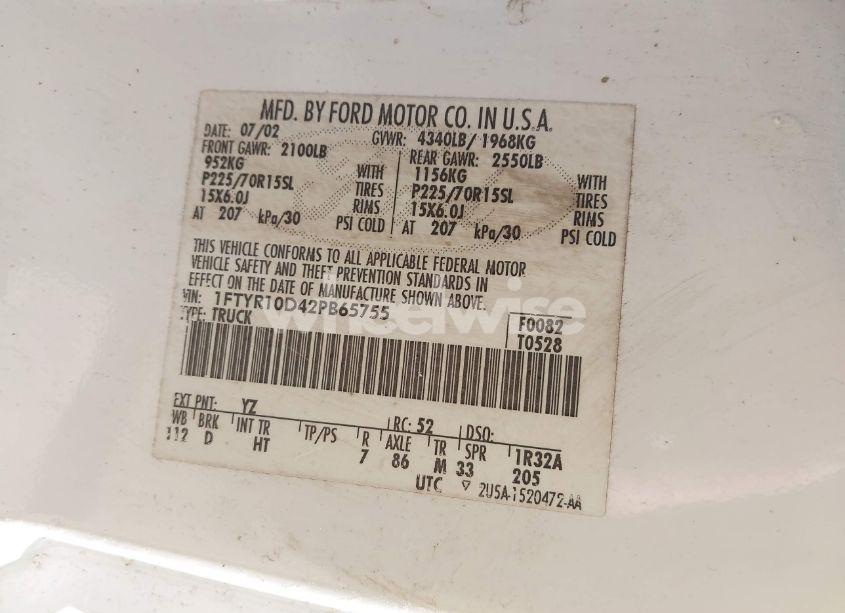 MFD. BY FORD MOTOR CO. IN U.S.A.
DATE: 07/02 GVWR: 4340LB/ 1968KG
FRONT GAWR: 2100LB REAR GAWR: 2550LB
952KG WITH 1156KG WITH
P225/70R15SL TIRES P225/70R15SL TIRES
15X6.0J RIMS 15X6.0J RIMS
AT 207 kPa/30 PSI COLD AT 207 kPa/30 PSI COLD
THIS VEHICLE CONFORMS TO ALL APPLICABLE FEDERAL MOTOR
VEHICLE SAFETY AND THEFT PREVENTION STANDARDS IN
EFFECT ON THE DATE OF MANUFACTURE SHOWN ABOVE.
VIN: 1FTYR10D42PB65755 F0082
TYPE: TRUCK T0528
wheelwise
EXT PNT: YZ RC: 52 DSO:
WB BRK INT TR TP/PS R AXLE TR SPR 1R32A
112 D HT 7 86 M 33 205
UTC ▽ 2USA-1520472-AA